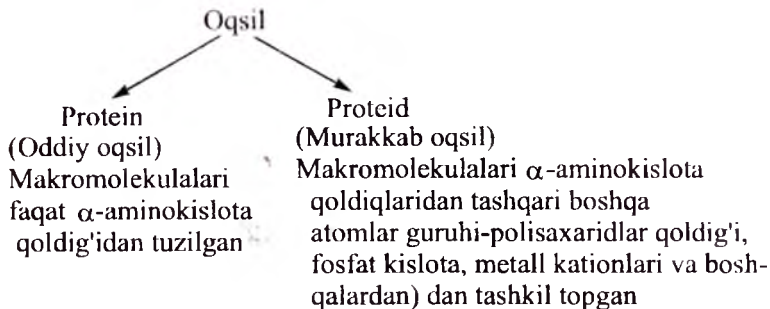 Oqsil
Protein
(Oddiy oqsil)
Makromolekulalari
faqat α-aminokislota
qoldig'idan tuzilgan
Proteid
(Murakkab oqsil)
Makromolekulalari α-aminokislota
qoldiqlaridan tashqari boshqa
atomlar guruhi-polisaxaridlar qoldig'i,
fosfat kislota, metall kationlari va bosh-
qalardan) dan tashkil topgan